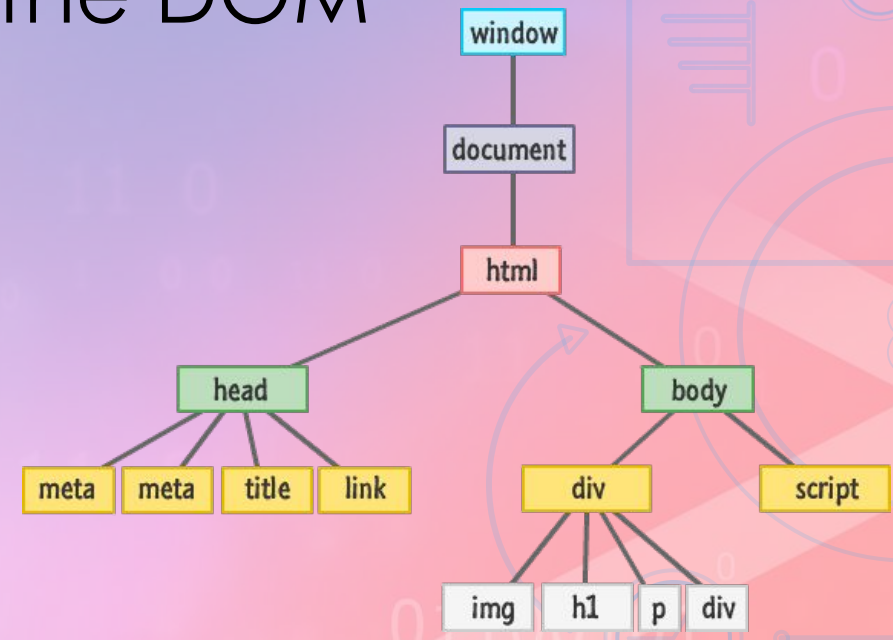 the DOM
window
document
html
head body
meta meta title link div script
img h1 p div